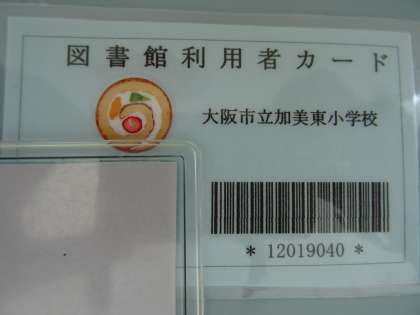 図書館利用者カード
大阪市立加美東小学校
* 12019040 *